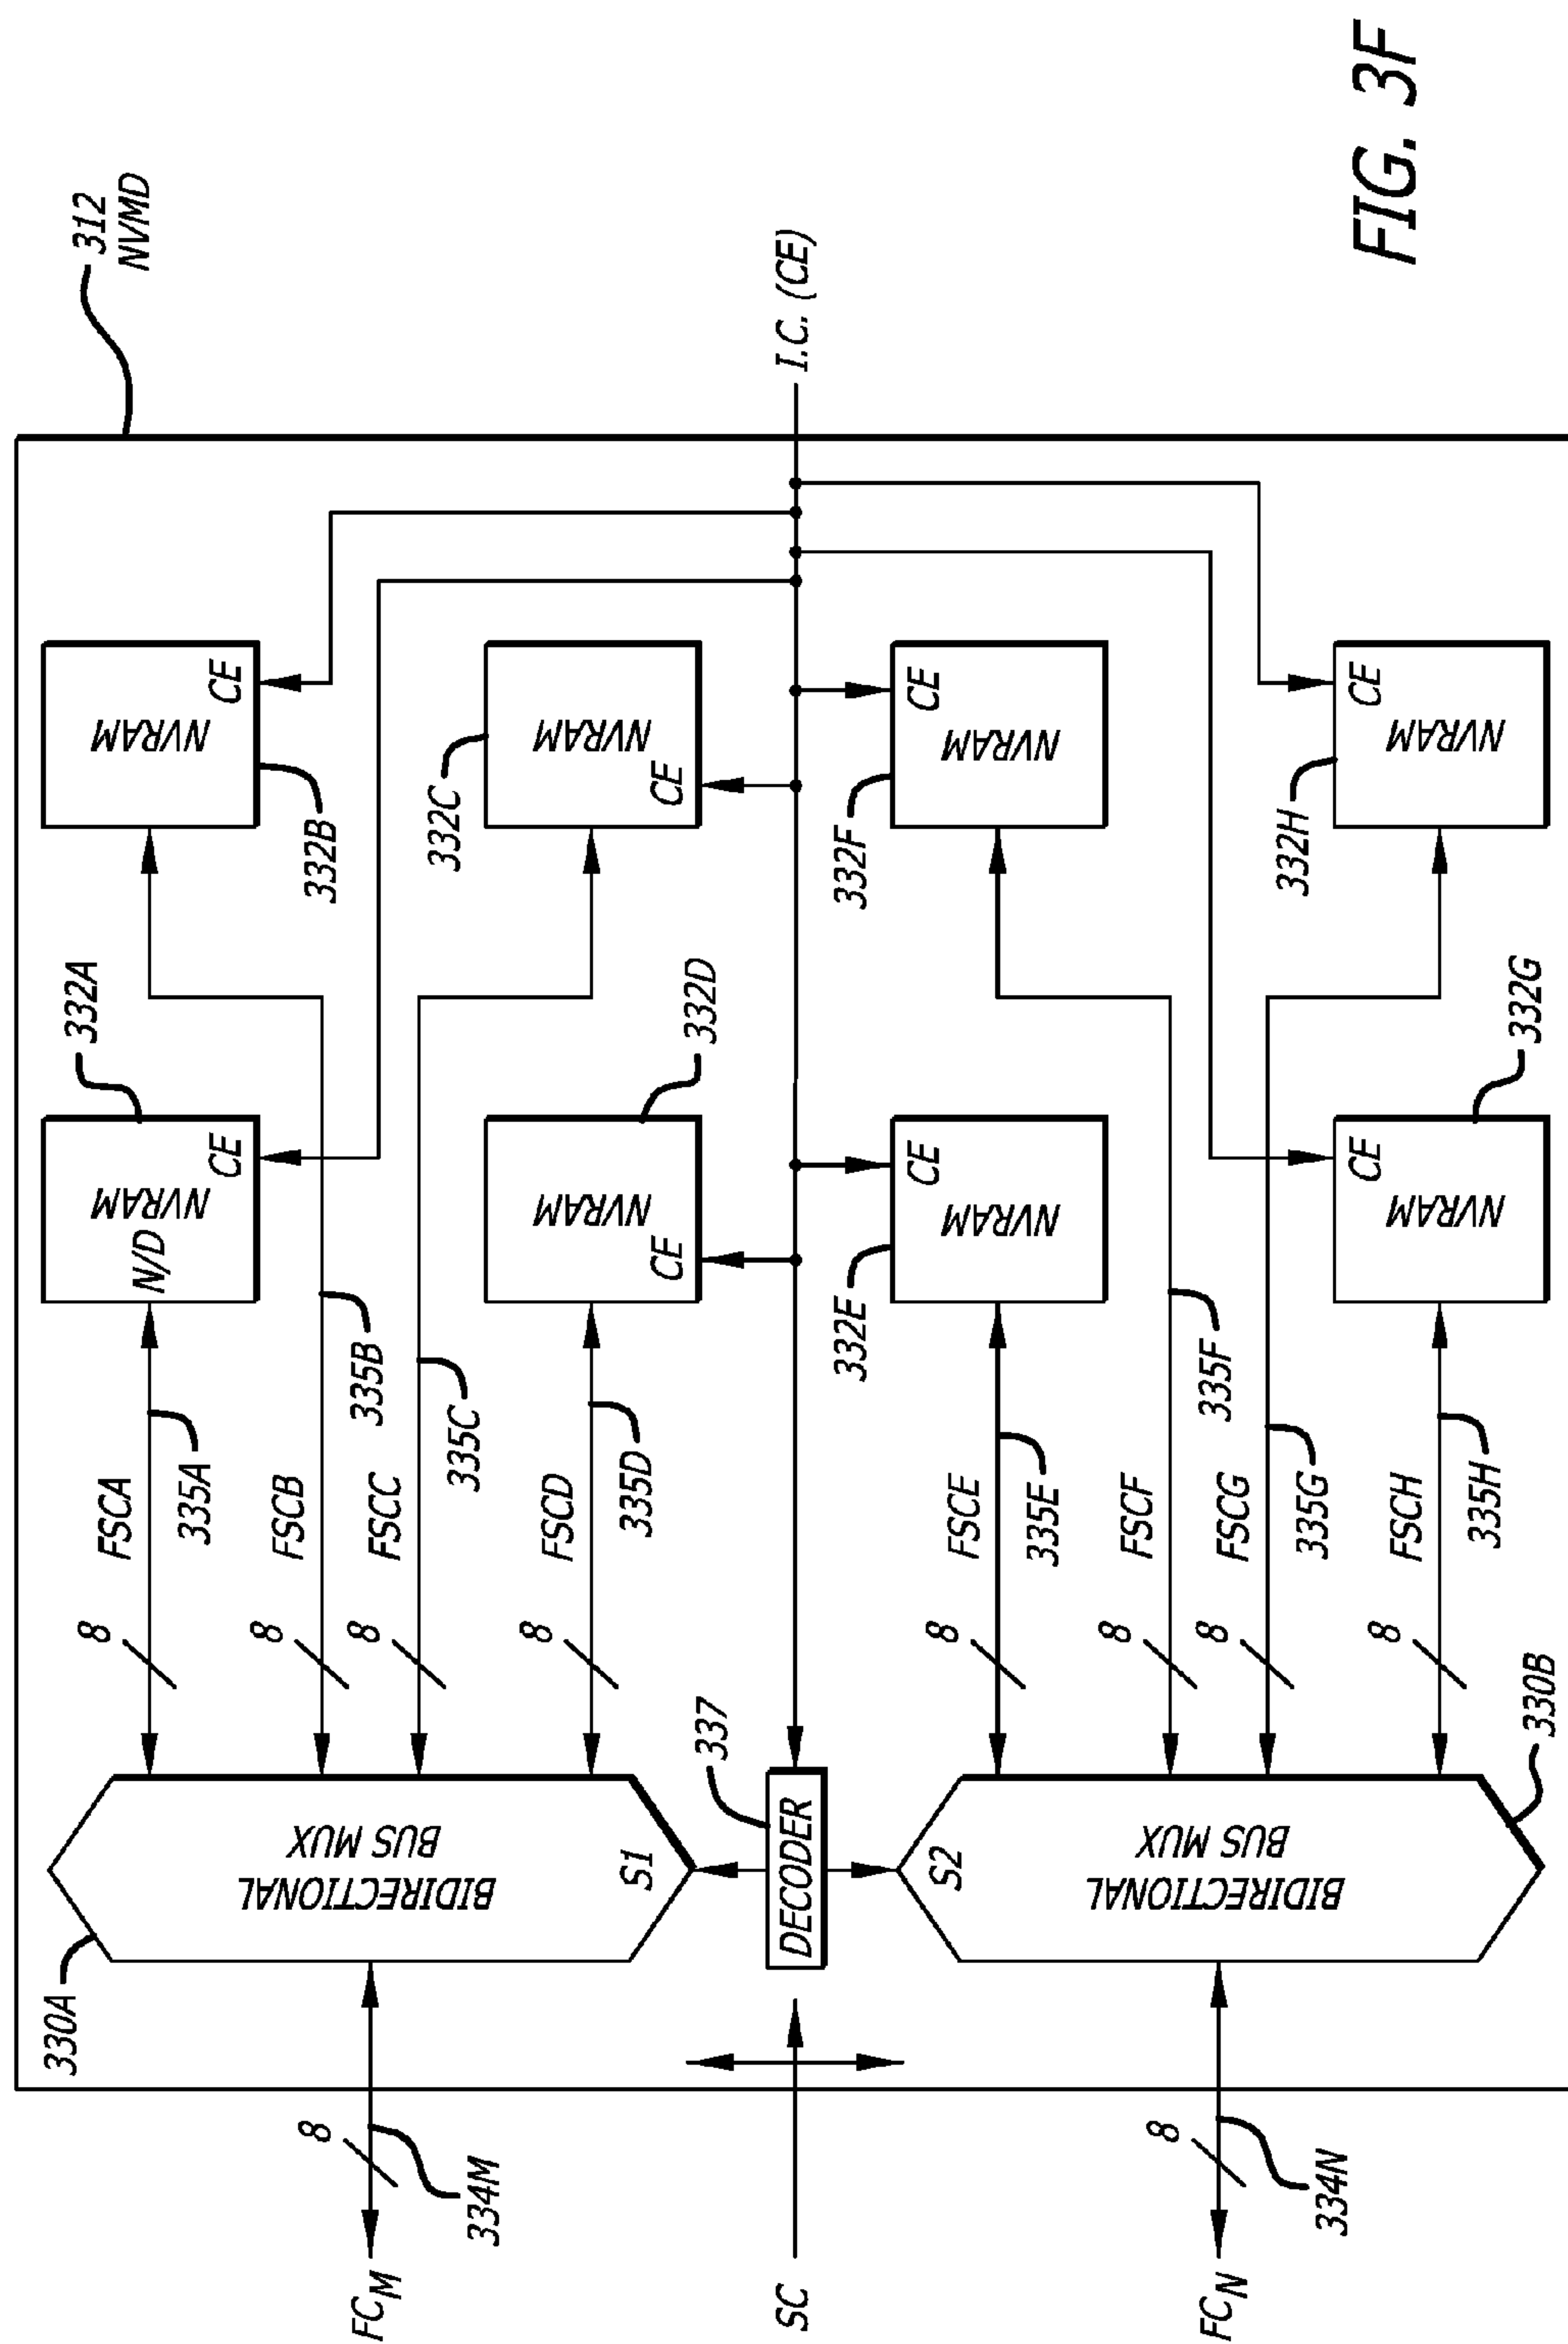 312
NVMD
NVRAM
CE
332B
332A
NVRAM
N/D
CE
FSCA
335A
8
FSCB
335B
8
FSCC
335C
8
NVRAM
CE
332C
332D
NVRAM
CE
FSCD
335D
8
330A
BIDIRECTIONAL
BUS MUX
S1
FCM
8
334M
I.C. (CE)
337
DECODER
SC
NVRAM
CE
332F
NVRAM
CE
332E
FSCE
335E
8
FSCF
335F
8
FSCG
335G
8
NVRAM
CE
332H
NVRAM
CE
332G
FSCH
335H
8
S2
BIDIRECTIONAL
BUS MUX
330B
FCN
8
334N
FIG. 3F